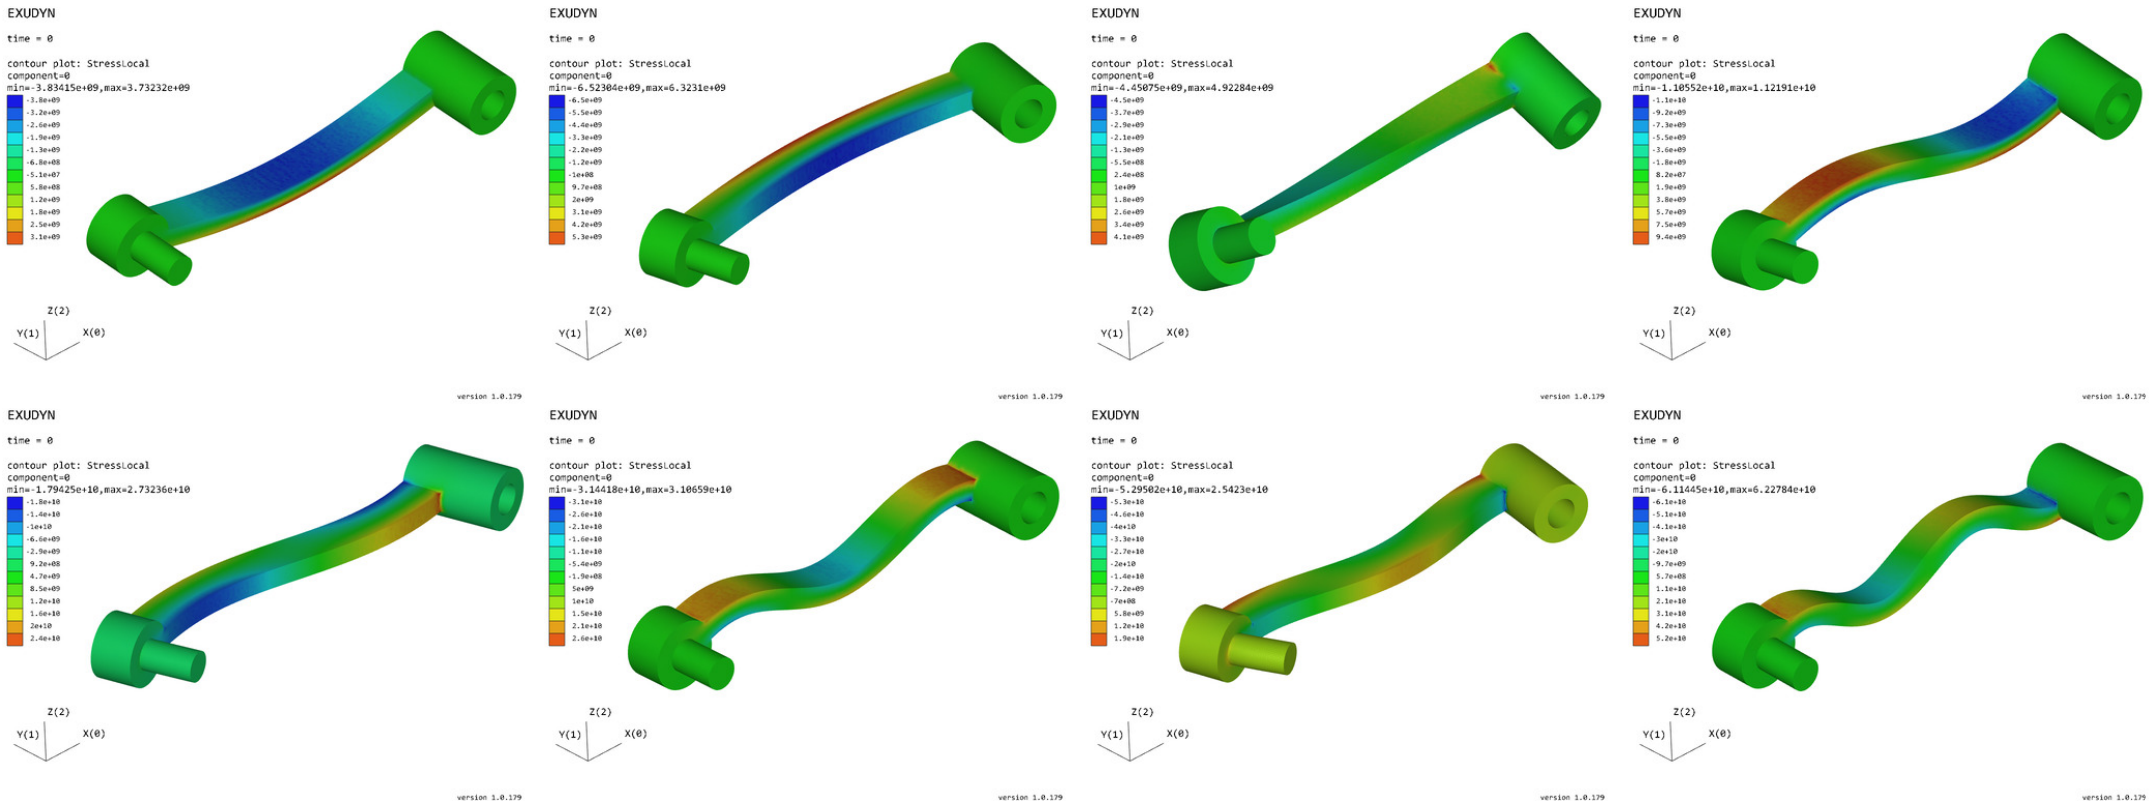 EXUDYN
time = 0
contour plot: StressLocal
component=0
min=-3.83415e+09,max=3.73232e+09
-3.8e+09
-3.2e+09
-2.6e+09
-1.9e+09
-1.3e+09
-6.8e+08
-5.1e+07
5.8e+08
1.2e+09
1.8e+09
2.5e+09
3.1e+09
Z(2)
Y(1) X(0)
version 1.0.179
EXUDYN
time = 0
contour plot: StressLocal
component=0
min=-6.52304e+09,max=6.3231e+09
-6.5e+09
-5.5e+09
-4.4e+09
-3.3e+09
-2.2e+09
-1.2e+09
-1e+08
9.7e+08
2e+09
3.1e+09
4.2e+09
5.3e+09
Z(2)
Y(1) X(0)
version 1.0.179
EXUDYN
time = 0
contour plot: StressLocal
component=0
min=-4.45075e+09,max=4.92284e+09
-4.5e+09
-3.7e+09
-2.9e+09
-2.1e+09
-1.3e+09
-5.5e+08
2.4e+08
1e+09
1.8e+09
2.6e+09
3.4e+09
4.1e+09
Z(2)
Y(1) X(0)
version 1.0.179
EXUDYN
time = 0
contour plot: StressLocal
component=0
min=-1.10552e+10,max=1.12191e+10
-1.1e+10
-9.2e+09
-7.3e+09
-5.5e+09
-3.6e+09
-1.8e+09
8.2e+07
1.9e+09
3.8e+09
5.7e+09
7.5e+09
9.4e+09
Z(2)
Y(1) X(0)
version 1.0.179
EXUDYN
time = 0
contour plot: StressLocal
component=0
min=-1.79425e+10,max=2.73236e+10
-1.8e+10
-1.4e+10
-1e+10
-6.6e+09
-2.9e+09
9.2e+08
4.7e+09
8.5e+09
1.2e+10
1.6e+10
2e+10
2.4e+10
Z(2)
Y(1) X(0)
version 1.0.179
EXUDYN
time = 0
contour plot: StressLocal
component=0
min=-3.14418e+10,max=3.10659e+10
-3.1e+10
-2.6e+10
-2.1e+10
-1.6e+10
-1.1e+10
-5.4e+09
-1.9e+08
5e+09
1e+10
1.5e+10
2.1e+10
2.6e+10
Z(2)
Y(1) X(0)
version 1.0.179
EXUDYN
time = 0
contour plot: StressLocal
component=0
min=-5.29502e+10,max=2.5423e+10
-5.3e+10
-4.6e+10
-4e+10
-3.3e+10
-2.7e+10
-2e+10
-1.4e+10
-7.2e+09
-7e+08
5.8e+09
1.2e+10
1.9e+10
Z(2)
Y(1) X(0)
version 1.0.179
EXUDYN
time = 0
contour plot: StressLocal
component=0
min=-6.11445e+10,max=6.22784e+10
-6.1e+10
-5.1e+10
-4.1e+10
-3e+10
-2e+10
-9.7e+09
5.7e+08
1.1e+10
2.1e+10
3.1e+10
4.2e+10
5.2e+10
Z(2)
Y(1) X(0)
version 1.0.179